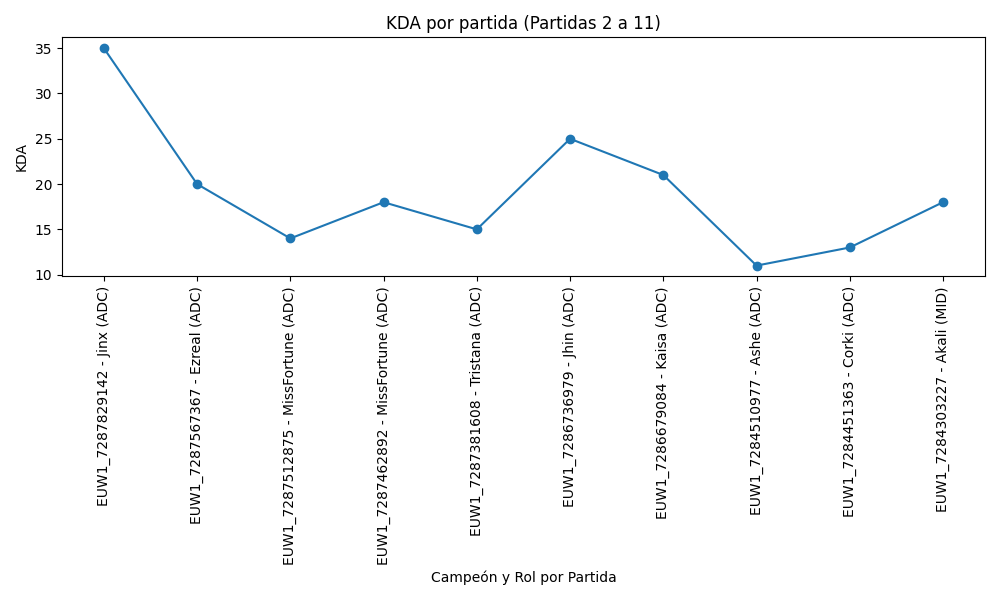 KDA por partida (Partidas 2 a 11)
KDA
35
30
25
20
15
10
EUW1_7287829142 - Jinx (ADC)
EUW1_7287567367 - Ezreal (ADC)
EUW1_7287512875 - MissFortune (ADC)
EUW1_7287462892 - MissFortune (ADC)
EUW1_7287381608 - Tristana (ADC)
EUW1_7286736979 - Jhin (ADC)
EUW1_7286679084 - Kaisa (ADC)
EUW1_7284510977 - Ashe (ADC)
EUW1_7284451363 - Corki (ADC)
EUW1_7284303227 - Akali (MID)
Campeón y Rol por Partida